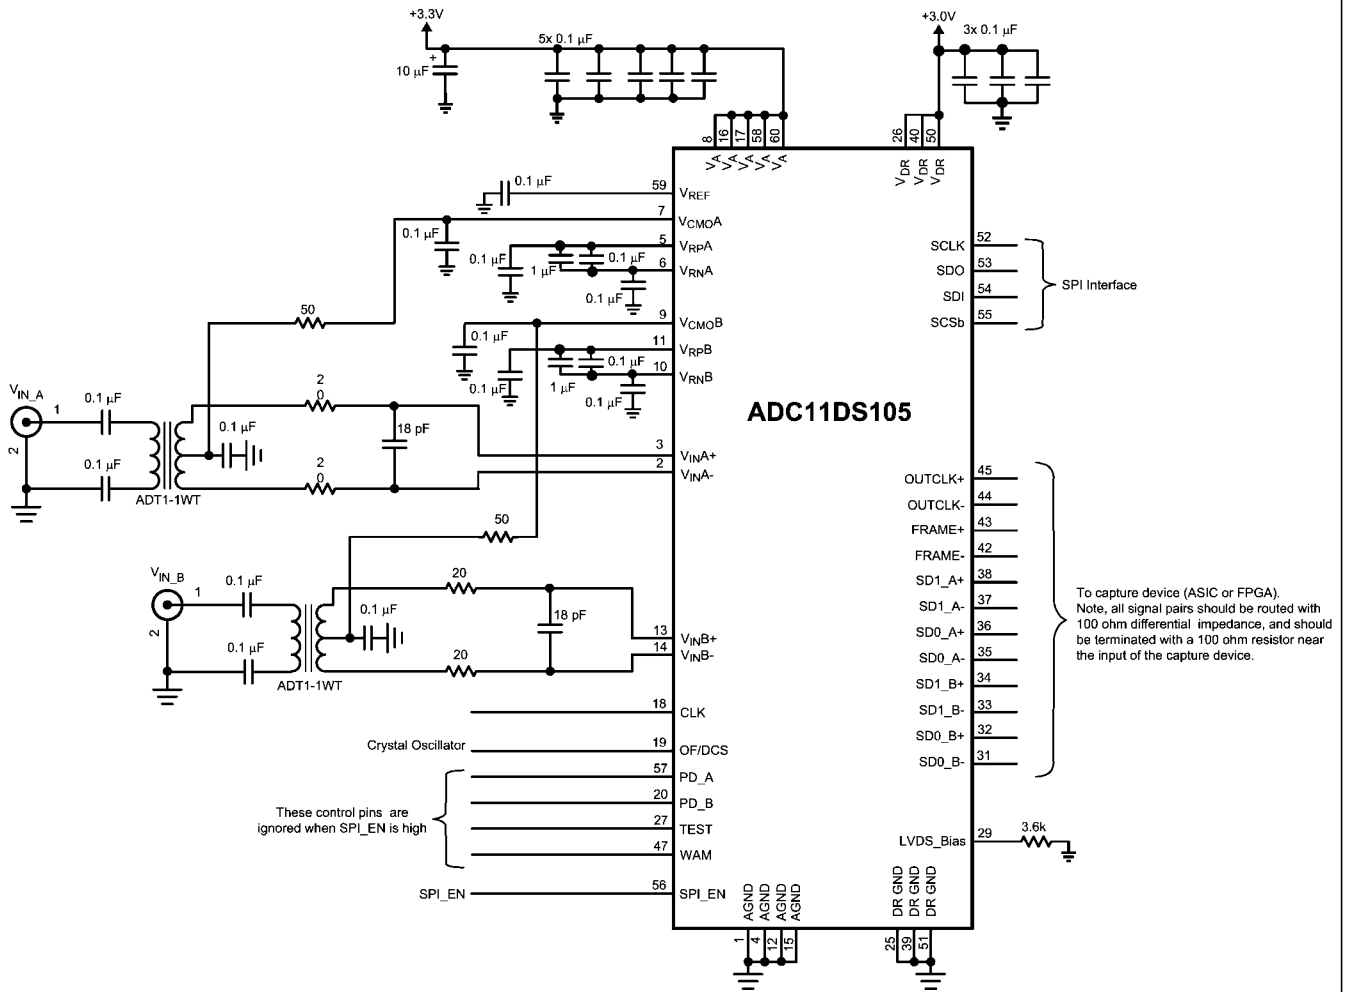 +3.3V
+
10 µF
5x 0.1 µF
+3.0V
3x 0.1 µF
8
16
17
58
60
VA
VA
VA
VA
VA
26
40
50
VDR
VDR
VDR
0.1 µF
59
VREF
7
VCMOA
0.1 µF
5
VRPA
0.1 µF
1 µF
0.1 µF
6
VRNA
0.1 µF
50
9
VCMOB
0.1 µF
11
VRPB
0.1 µF
1 µF
0.1 µF
10
VRNB
0.1 µF
ADC11DS105
SCLK
52
SDO
53
SDI
54
SCSb
55
SPI Interface
VIN_A
1
2
0.1 µF
0.1 µF
ADT1-1WT
0.1 µF
2
0
2
0
18 pF
3
VINA+
2
VINA-
50
VIN_B
1
2
0.1 µF
0.1 µF
ADT1-1WT
0.1 µF
20
20
18 pF
13
VINB+
14
VINB-
OUTCLK+
45
OUTCLK-
44
FRAME+
43
FRAME-
42
SD1_A+
38
SD1_A-
37
SD0_A+
36
SD0_A-
35
SD1_B+
34
SD1_B-
33
SD0_B+
32
SD0_B-
31
To capture device (ASIC or FPGA).
Note, all signal pairs should be routed with
100 ohm differential impedance, and should
be terminated with a 100 ohm resistor near
the input of the capture device.
18
CLK
Crystal Oscillator
19
OF/DCS
57
PD_A
20
PD_B
27
TEST
47
WAM
These control pins are
ignored when SPI_EN is high
SPI_EN
56
SPI_EN
LVDS_Bias
29
3.6k
AGND
AGND
AGND
AGND
1
4
12
15
DR GND
DR GND
DR GND
25
39
51